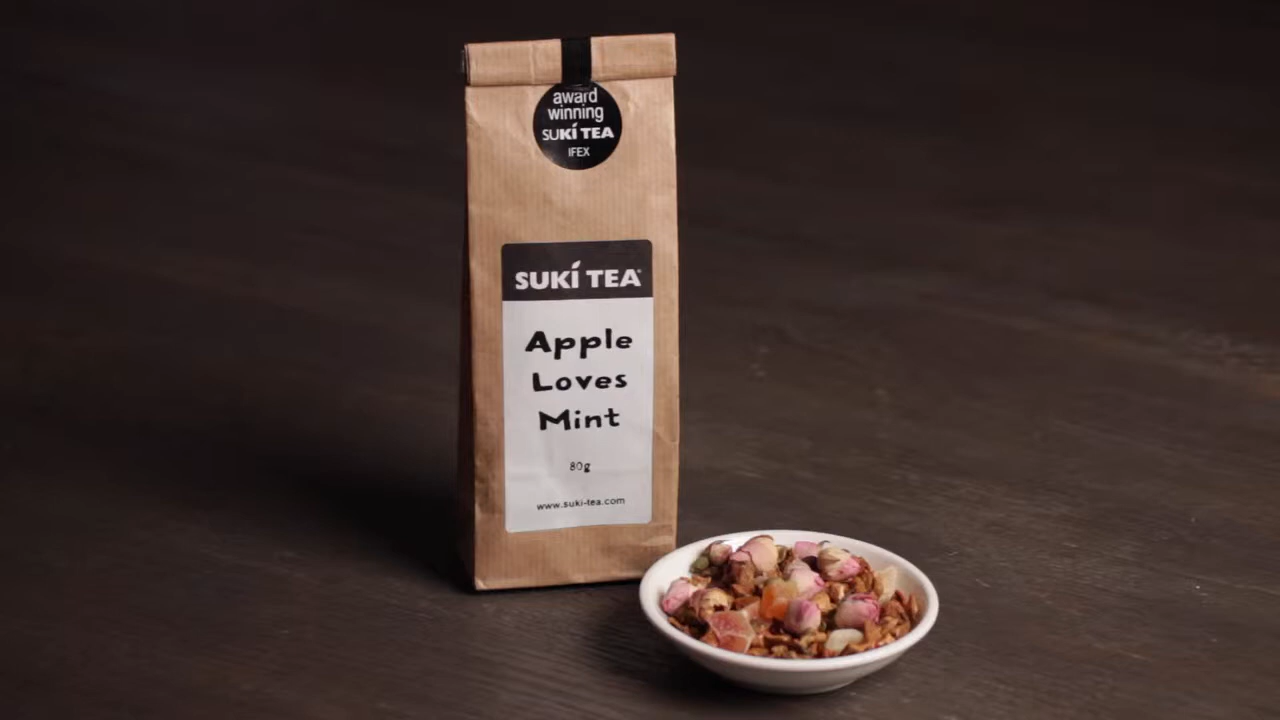 award
winning
SUKÍ TEA
IFEX
SUKÍ TEA®
Apple
Loves
Mint
80g
www.suki-tea.com